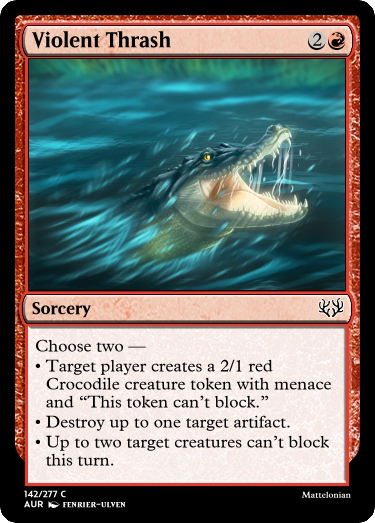 Violent Thrash 2
Sorcery
Choose two —
• Target player creates a 2/1 red
Crocodile creature token with menace
and “This token can’t block.”
• Destroy up to one target artifact.
• Up to two target creatures can’t block
this turn.
142/277 C
AUR FENRIER-ULVEN
Mattelonian